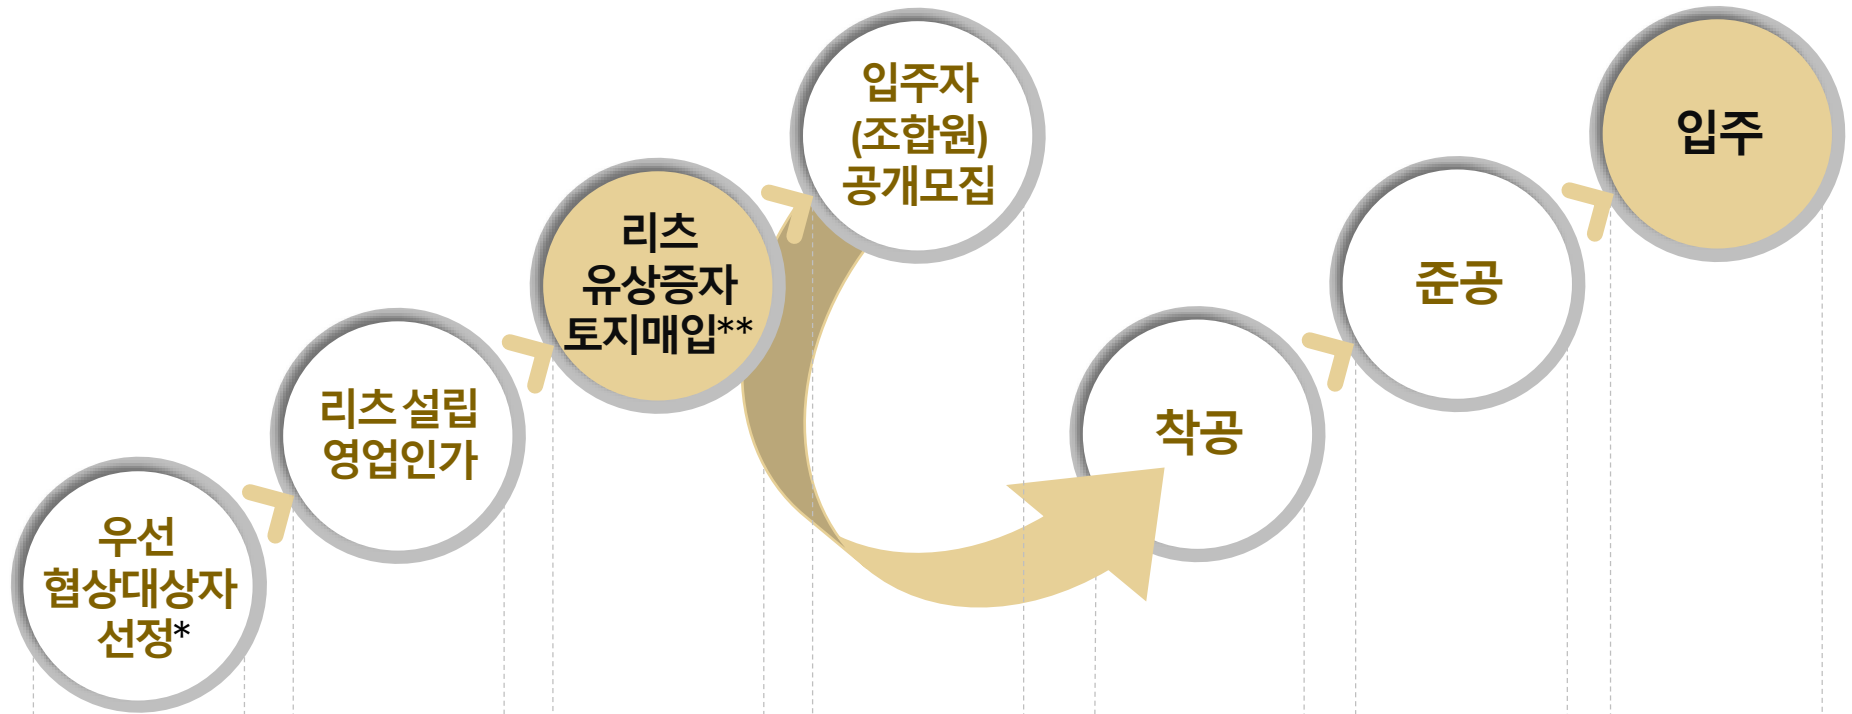 우선
협상대상자
선정*
리츠 설립
영업인가
리츠
유상증자
토지매입**
입주자
(조합원)
공개모집
착공
준공
입주